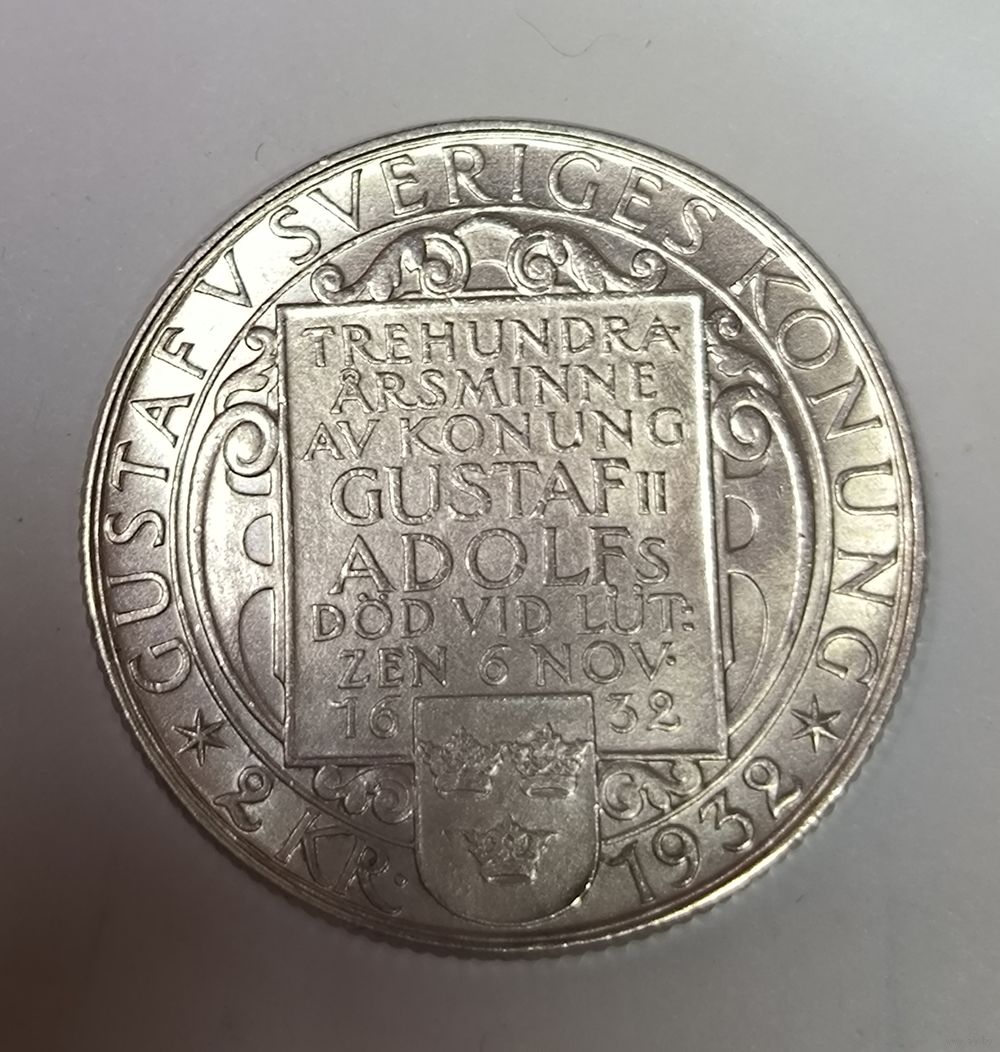 GUSTAF V SVERIGES KONUNG
TREHUNDRA
ÅRSMINNE
AV KONUNG
GUSTAF II
ADOLFS
DÖD VID LÜT:
ZEN 6 NOV·
16 32
2 KR· 1932